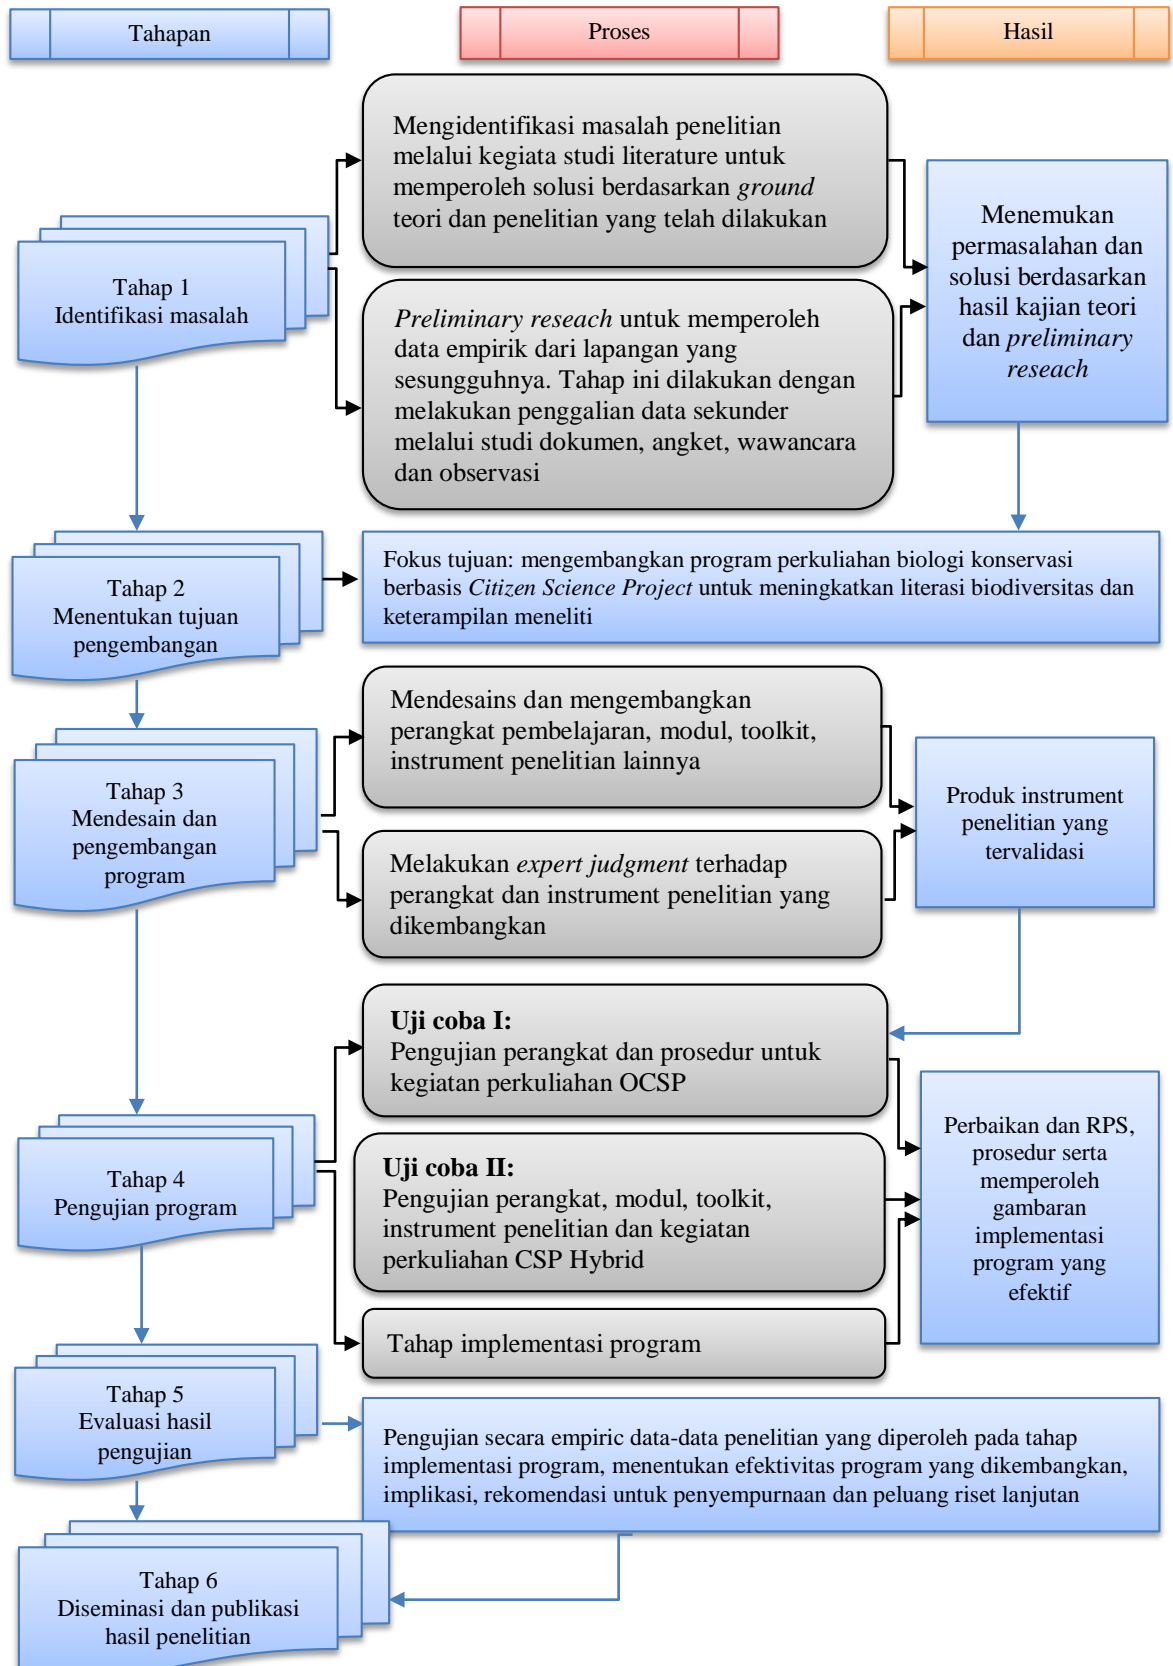 Tahapan
Proses
Hasil
Mengidentifikasi masalah penelitian
melalui kegiata studi literature untuk
memperoleh solusi berdasarkan ground
teori dan penelitian yang telah dilakukan
Menemukan
permasalahan dan
solusi berdasarkan
hasil kajian teori
dan preliminary
reseach
Tahap 1
Identifikasi masalah
Preliminary reseach untuk memperoleh
data empirik dari lapangan yang
sesungguhnya. Tahap ini dilakukan dengan
melakukan penggalian data sekunder
melalui studi dokumen, angket, wawancara
dan observasi
Tahap 2
Menentukan tujuan
pengembangan
Fokus tujuan: mengembangkan program perkuliahan biologi konservasi
berbasis Citizen Science Project untuk meningkatkan literasi biodiversitas dan
keterampilan meneliti
Tahap 3
Mendesain dan
pengembangan
program
Mendesains dan mengembangkan
perangkat pembelajaran, modul, toolkit,
instrument penelitian lainnya
Melakukan expert judgment terhadap
perangkat dan instrument penelitian yang
dikembangkan
Produk instrument
penelitian yang
tervalidasi
Uji coba I:
Pengujian perangkat dan prosedur untuk
kegiatan perkuliahan OCSP
Tahap 4
Pengujian program
Uji coba II:
Pengujian perangkat, modul, toolkit,
instrument penelitian dan kegiatan
perkuliahan CSP Hybrid
Tahap implementasi program
Perbaikan dan RPS,
prosedur serta
memperoleh
gambaran
implementasi
program yang
efektif
Tahap 5
Evaluasi hasil
pengujian
Pengujian secara empiric data-data penelitian yang diperoleh pada tahap
implementasi program, menentukan efektivitas program yang dikembangkan,
implikasi, rekomendasi untuk penyempurnaan dan peluang riset lanjutan
Tahap 6
Diseminasi dan publikasi
hasil penelitian